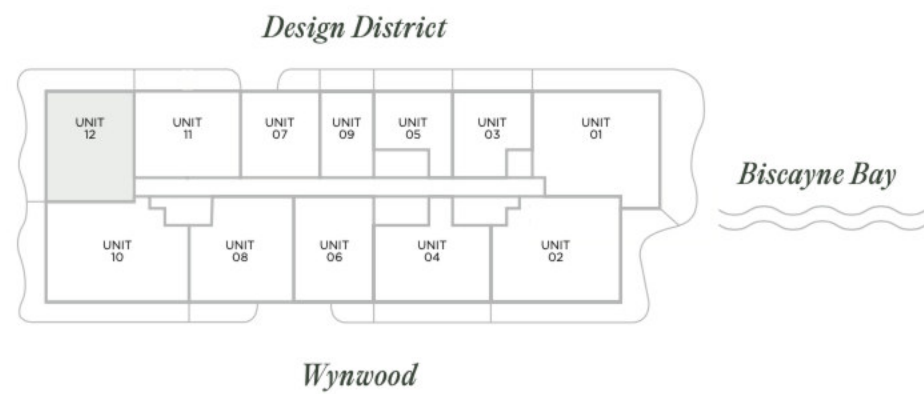 Design District
UNIT
12
UNIT
11
UNIT
07
UNIT
09
UNIT
05
UNIT
03
UNIT
01
Biscayne Bay
UNIT
10
UNIT
08
UNIT
06
UNIT
04
UNIT
02
Wynwood